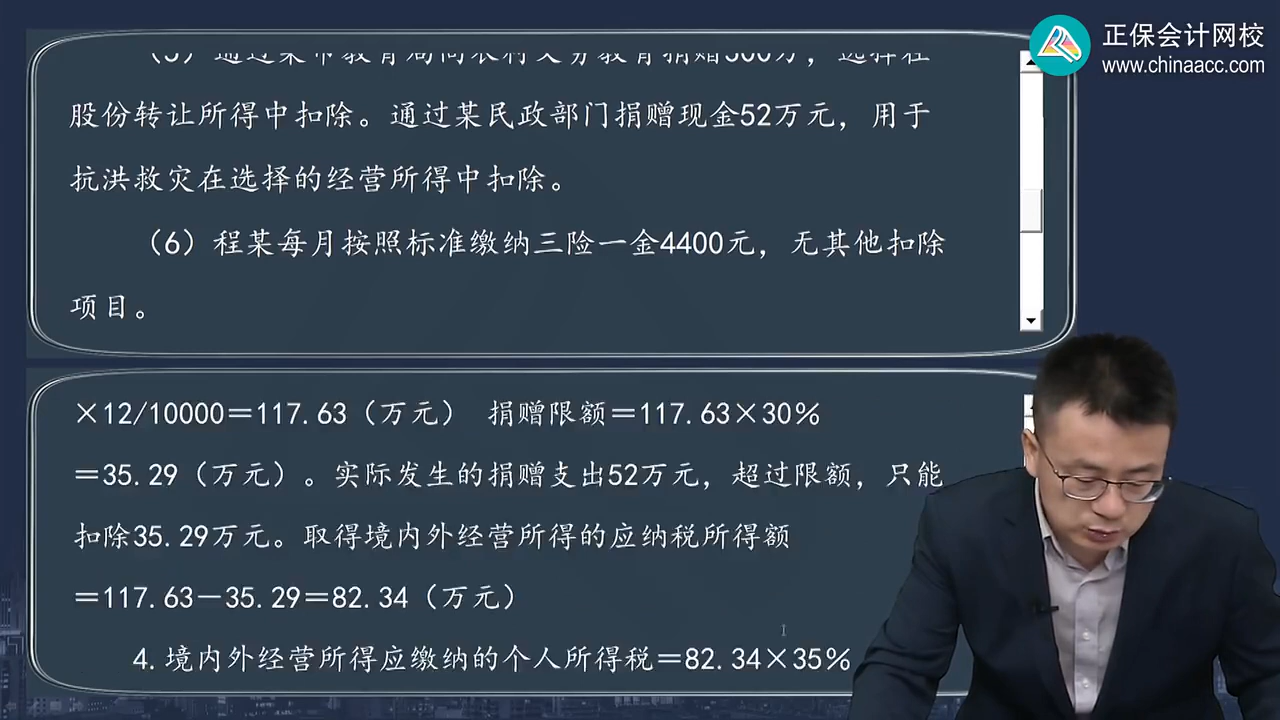 正保会计网校
www.chinaacc.com
股份转让所得中扣除。通过某民政部门捐赠现金52万元，用于
抗洪救灾在选择的经营所得中扣除。
（6）程某每月按照标准缴纳三险一金4400元，无其他扣除
项目。
×12/10000＝117.63（万元） 捐赠限额＝117.63×30%
＝35.29（万元）。实际发生的捐赠支出52万元，超过限额，只能
扣除35.29万元。取得境内外经营所得的应纳税所得额
＝117.63－35.29＝82.34（万元）
4.境内外经营所得应缴纳的个人所得税＝82.34×35%